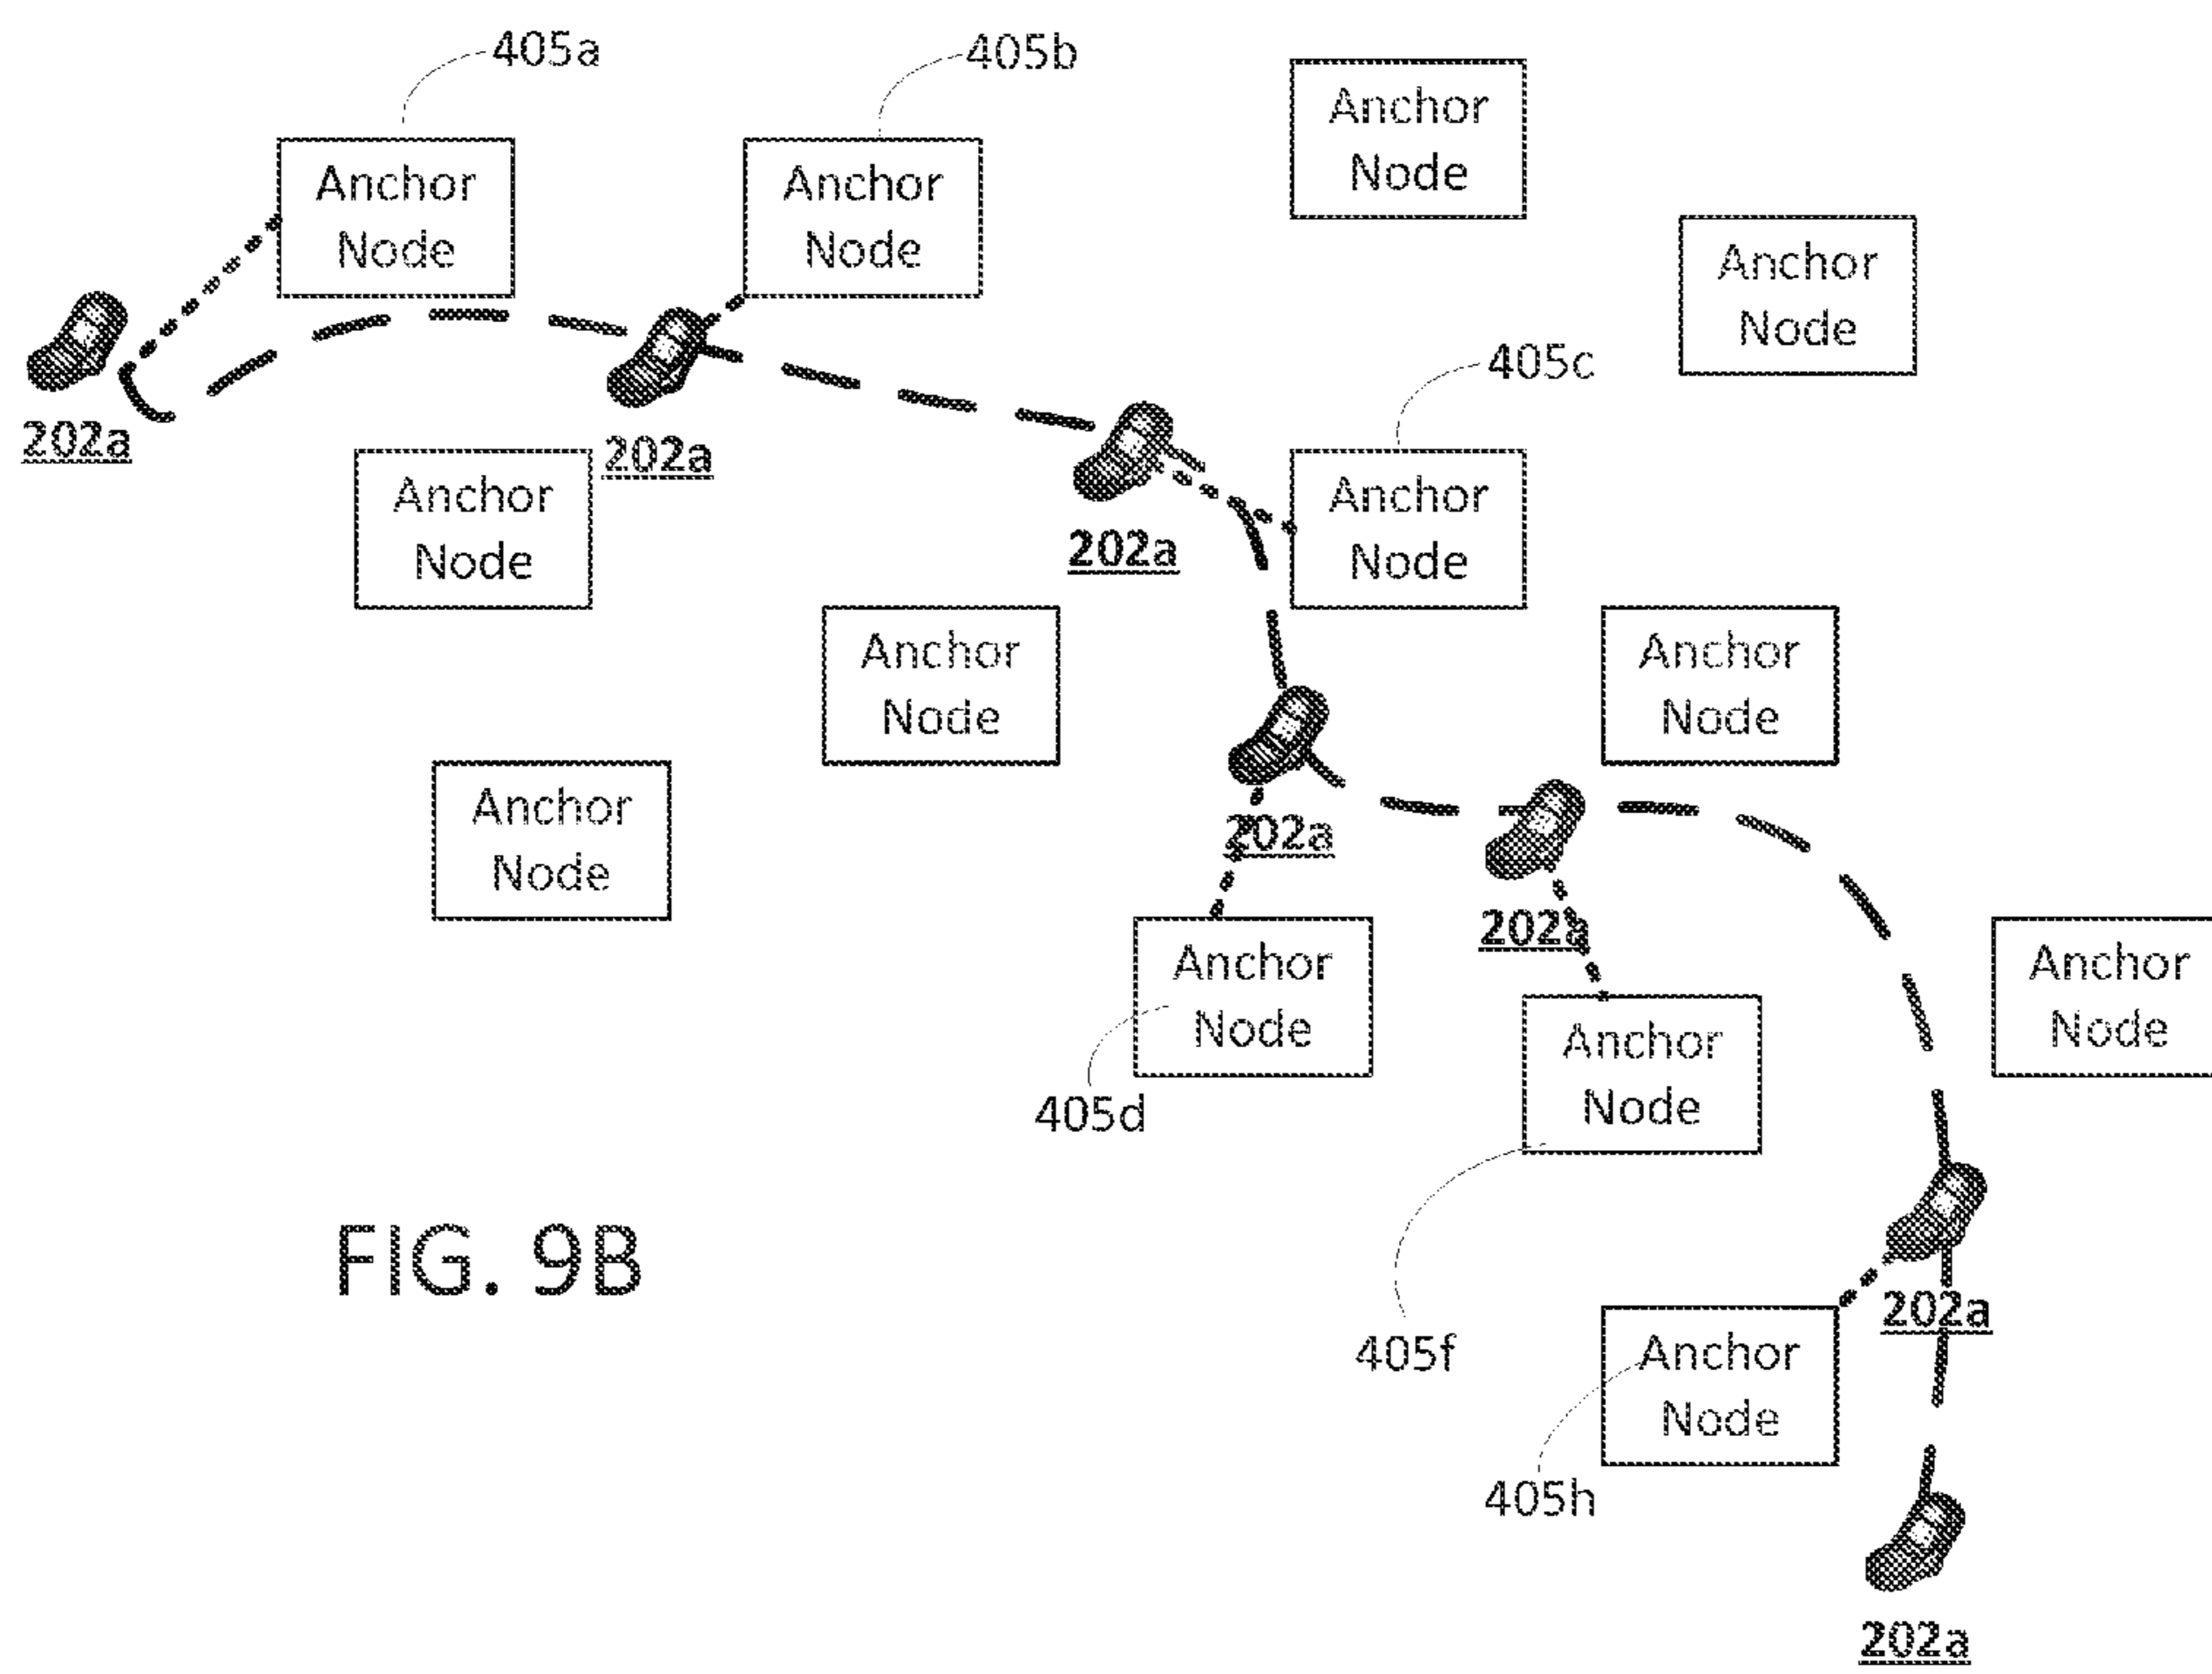 405a
405b
Anchor
Node
Anchor
Node
Anchor
Node
Anchor
Node
405c
202a
202a
Anchor
Node
Anchor
Node
202a
Anchor
Node
Anchor
Node
Anchor
Node
202a
202a
Anchor
Node
Anchor
Node
Anchor
Node
405d
FIG. 9B
202a
405f
Anchor
Node
405h
202a